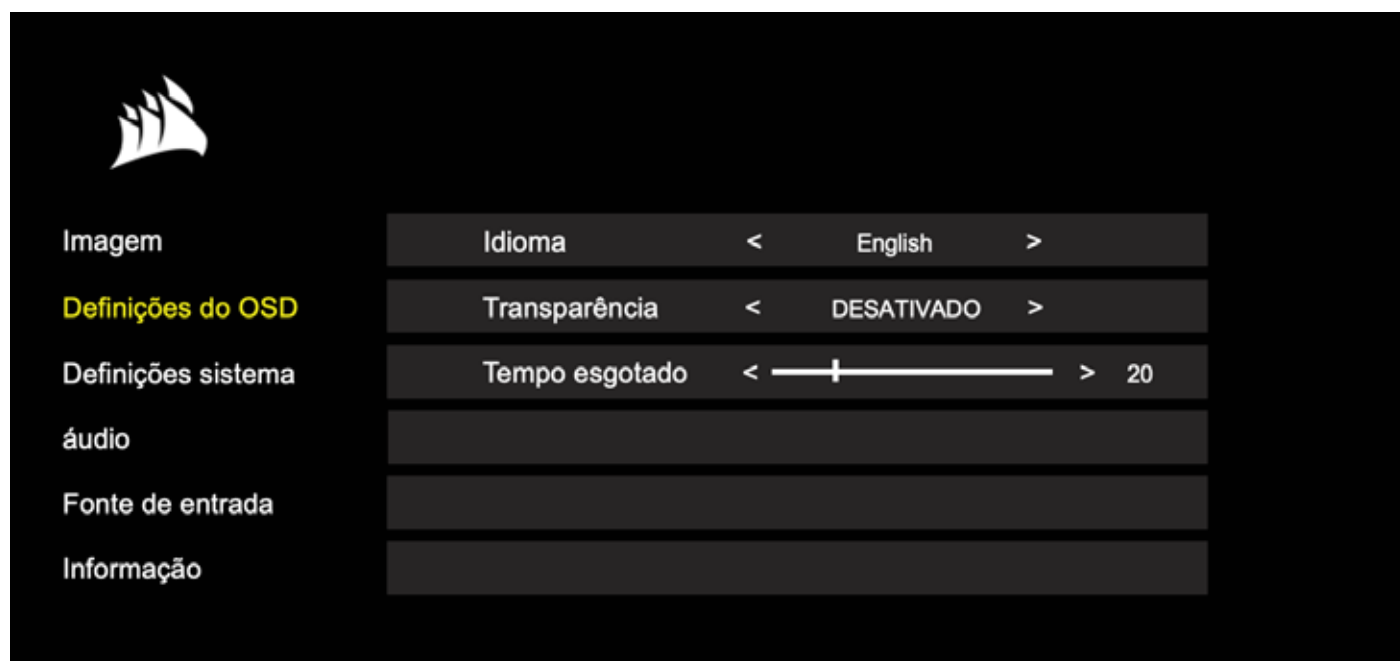 Imagem Idioma < English >
Definições do OSD Transparência < DESATIVADO >
Definições sistema Tempo esgotado < > 20
áudio
Fonte de entrada
Informação